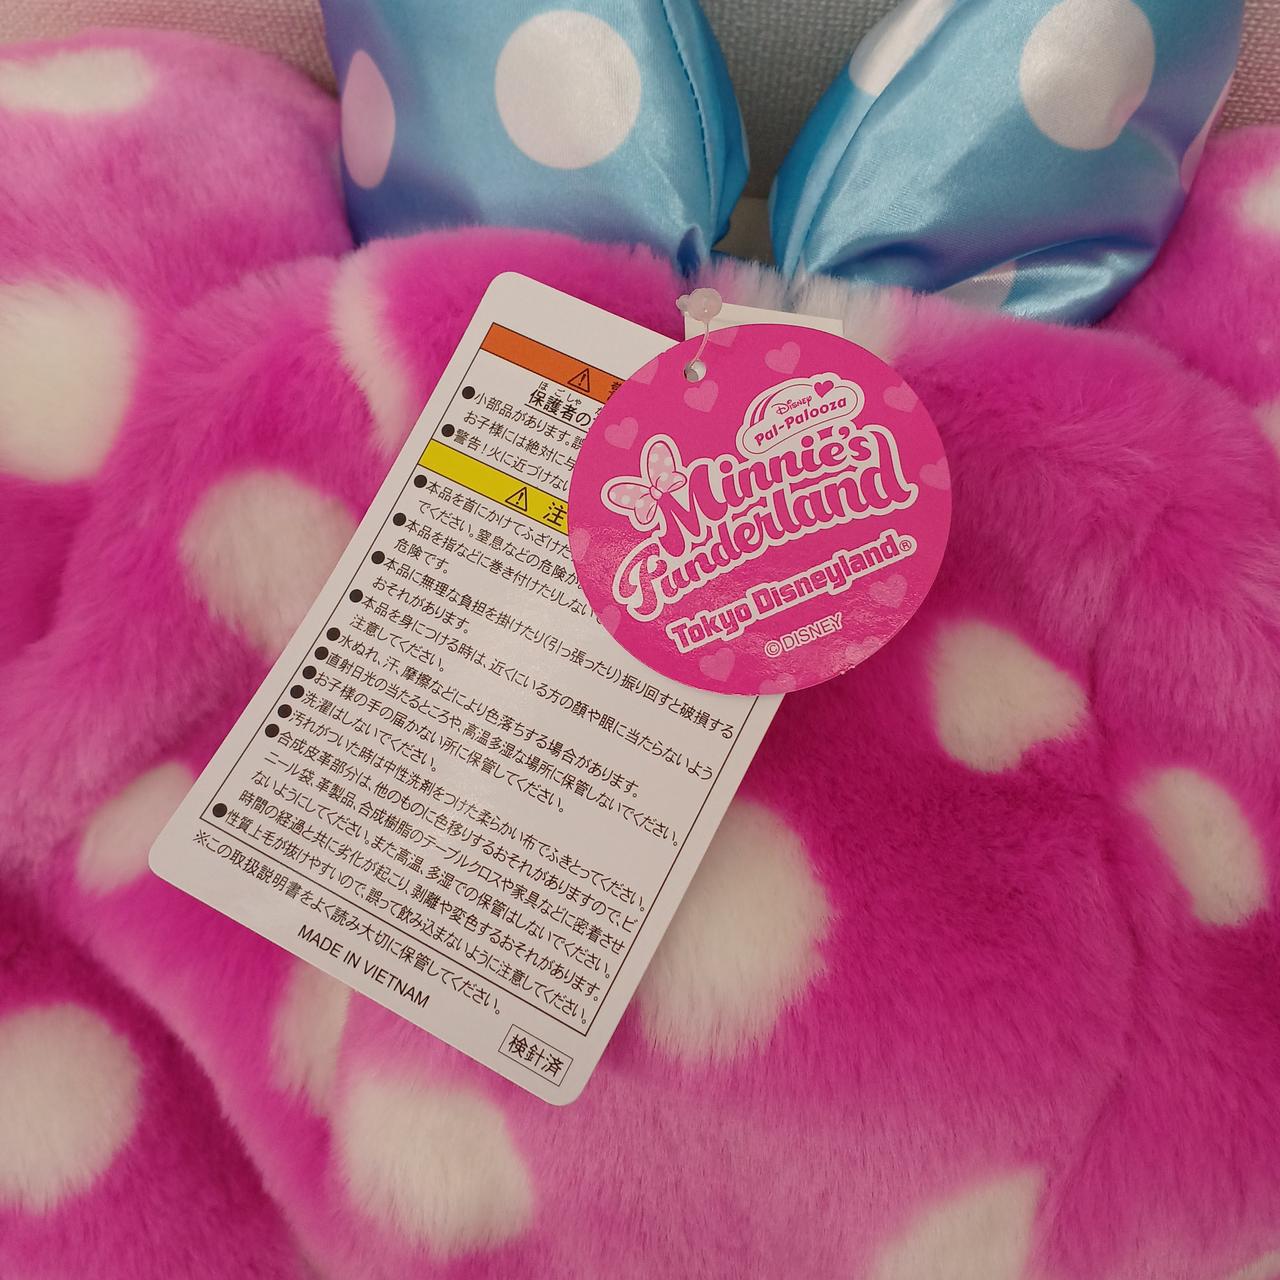 保護者の
ほごしゃ
●小部品があります。誤
お子様には絶対に与
●警告!火に近づけない
注
●本品を首にかけてふざけた
でください。窒息などの危険が
●本品を指などに巻き付けたりしない
危険です。
●本品に無理な負担を掛けたり(引っ張ったり)振り回すと破損する
おそれがあります。
●本品を身につける時は、近くにいる方の顔や眼に当たらないよう
注意してください。
●水ぬれ、汗、摩擦などにより色落ちする場合があります。
●直射日光の当たるところや、高温多湿な場所に保管しないでください。
●お子様の手の届かない所に保管してください。
●洗濯はしないでください。
●汚れがついた時は中性洗剤をつけた柔らかい布でふきとってください。
●合成皮革部分は、他のものに色移りするおそれがありますので、ビ
ニール袋、革製品、合成樹脂のテーブルクロスや家具などに密着させ
ないようにしてください。また高温、多湿での保管はしないでください。
時間の経過と共に劣化が起こり、剥離や変色するおそれがあります。
●性質上毛が抜けやすいので、誤って飲み込まないように注意してください。
※この取扱説明書をよく読み大切に保管してください。
MADE IN VIETNAM
検針済
Disney
Pal-Palooza
Minnie's
Funderland
Tokyo Disneyland®
© DISNEY